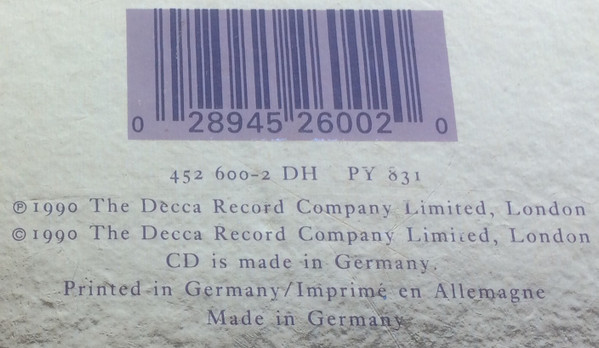 0 28945 26002 0
452 600-2 DH PY 831
℗1990 The Decca Record Company Limited, London
©1990 The Decca Record Company Limited, London
CD is made in Germany.
Printed in Germany/Imprimé en Allemagne
Made in Germany